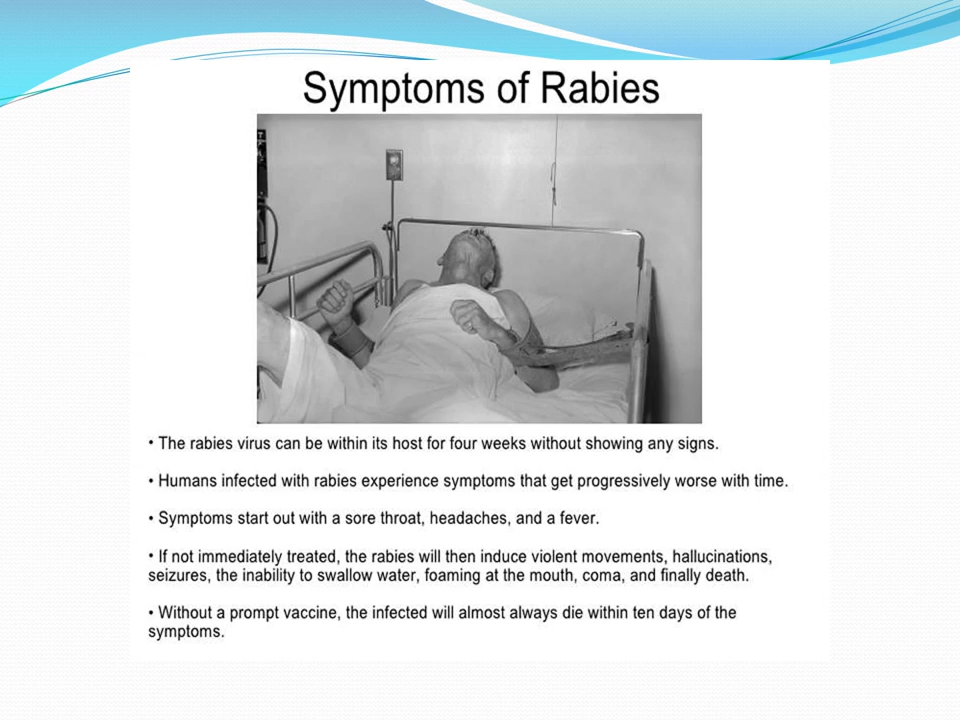 Symptoms of Rabies
• The rabies virus can be within its host for four weeks without showing any signs.
• Humans infected with rabies experience symptoms that get progressively worse with time.
• Symptoms start out with a sore throat, headaches, and a fever.
• If not immediately treated, the rabies will then induce violent movements, hallucinations,
seizures, the inability to swallow water, foaming at the mouth, coma, and finally death.
• Without a prompt vaccine, the infected will almost always die within ten days of the
symptoms.